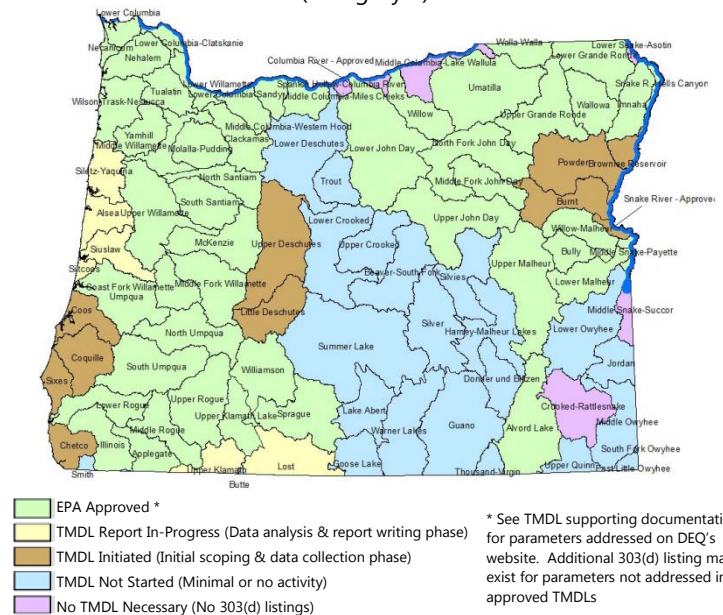 Lower Columbia
Necanicum
Nehalem
Lower Columbia-Clatskanie
Tualatin
Lower Willamette
Lower Columbia-Sandy
Wilson-Trask-Nestucca
Yamhill
Middle Willamette
Molalla-Pudding
Clackamas
Columbia River - Approved
Middle Columbia-Lake Wallula
Walla Walla
Lower Snake-Asotin
Lower Grande Ronde
Middle Columbia-Miles Creeks
Middle Columbia-Western Hood
Willow
Umatilla
Wallowa
Imnaha
Upper Grande Ronde
Lower Deschutes
Lower John Day
North Fork John Day
Powder
Brownlee Reservoir
Siletz-Yaquina
North Santiam
Trout
Middle Fork John Day
Burnt
Snake River - Approved
Alsea
Upper Willamette
South Santiam
McKenzie
Upper Deschutes
Lower Crooked
Upper Crooked
Upper John Day
Willow-Malheur
Bully
Middle Snake-Payette
Siuslaw
Siltcoos
Coast Fork Willamette
Middle Fork Willamette
Beaver-South Fork
Silvies
Upper Malheur
Lower Malheur
Umpqua
Coos
North Umpqua
Little Deschutes
Summer Lake
Silver
Harney-Malheur Lakes
Lower Owyhee
Middle Snake-Succor
Jordan
Coquille
Sixes
South Umpqua
Williamson
Donner und Blitzen
Crooked-Rattlesnake
Middle Owyhee
Lower Rogue
Upper Rogue
Upper Klamath Lake
Sprague
Lake Abert
Warner Lakes
Guano
Alvord Lake
Chetco
Illinois
Middle Rogue
Applegate
Upper Klamath
Lost
Goose Lake
Thousand-Virgin
Upper Quinn
South Fork Owyhee
East Little Owyhee
Smith
Butte
EPA Approved *
TMDL Report In-Progress (Data analysis & report writing phase)
TMDL Initiated (Initial scoping & data collection phase)
TMDL Not Started (Minimal or no activity)
No TMDL Necessary (No 303(d) listings)
* See TMDL supporting documentati
for parameters addressed on DEQ's
website. Additional 303(d) listing ma
exist for parameters not addressed in
approved TMDLs